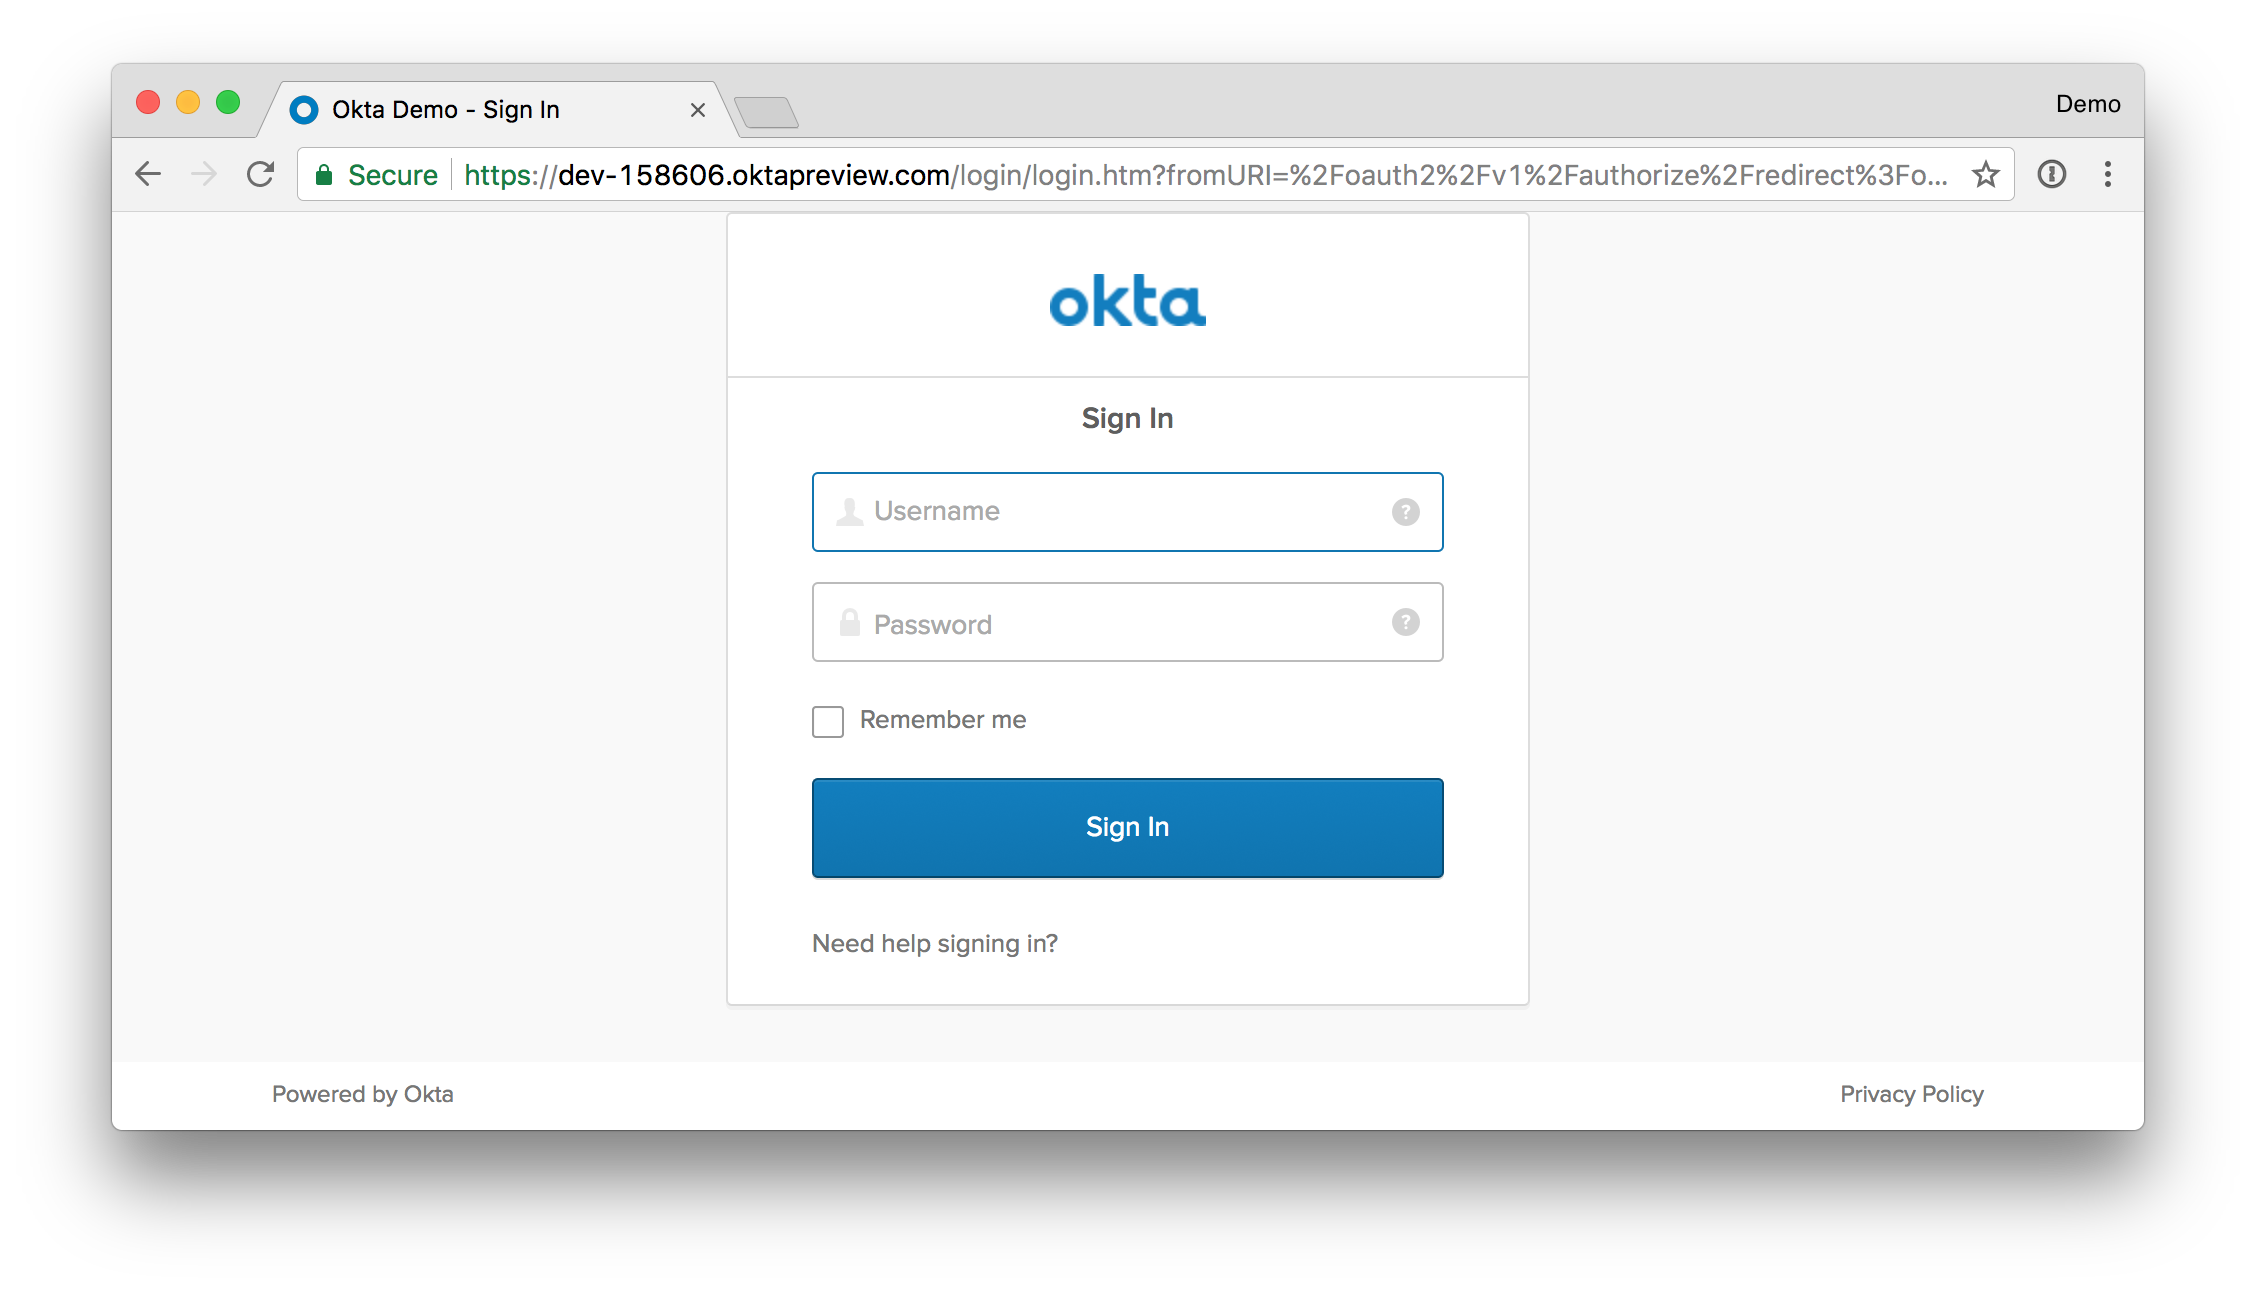 Okta Demo - Sign In
Demo
Secure https://dev-158606.oktapreview.com/login/login.htm?fromURI=%2Foauth2%2Fv1%2Fauthorize%2Fredirect%3Fo...
okta
Sign In
Username ?
Password ?
Remember me
Sign In
Need help signing in?
Powered by Okta
Privacy Policy